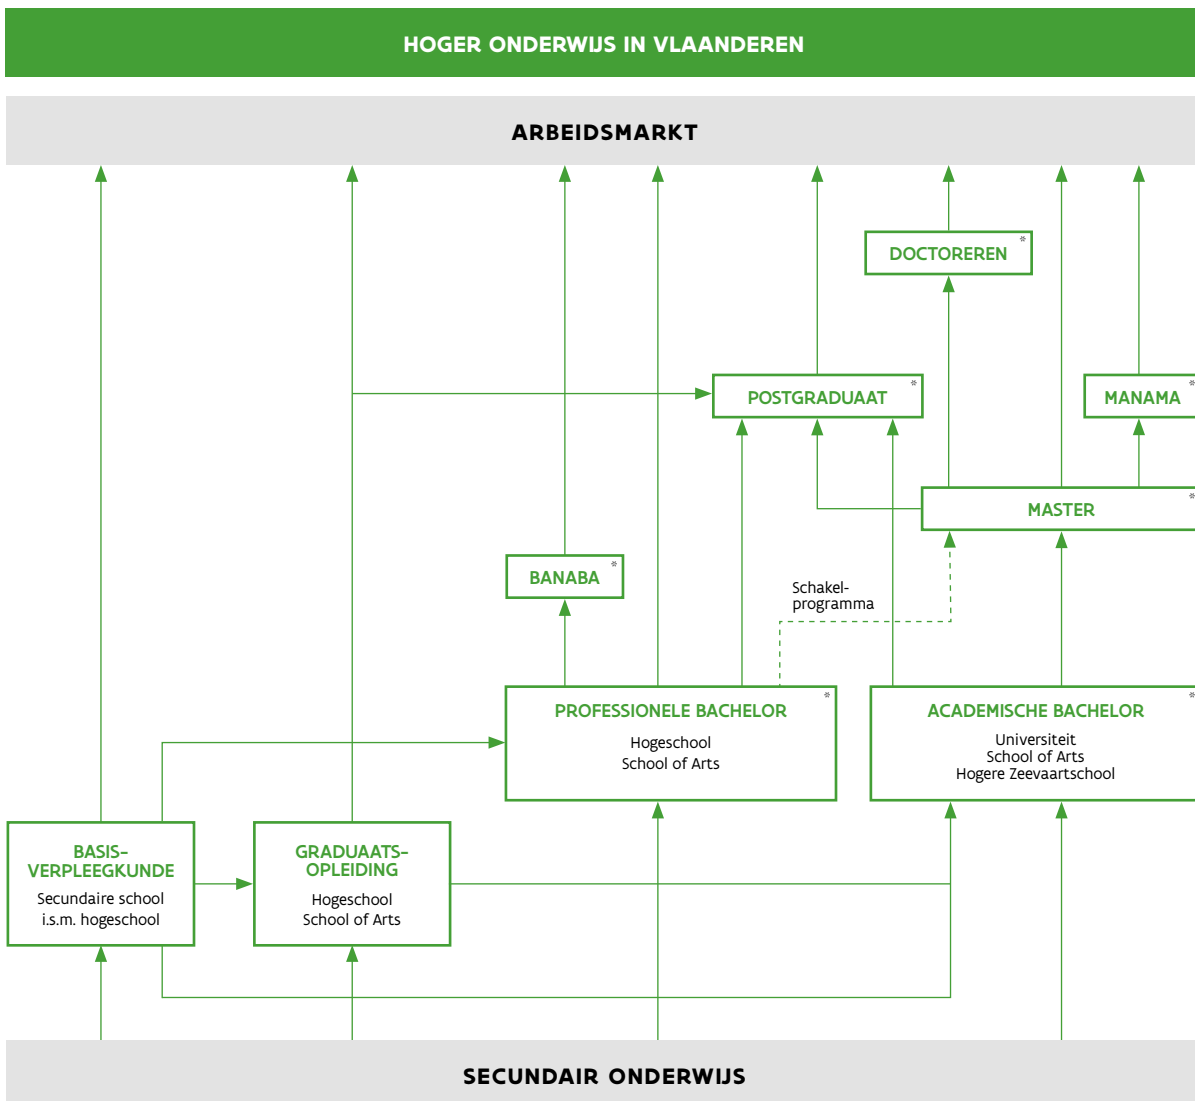 HOGER ONDERWIJS IN VLAANDEREN
ARBEIDSMARKT
DOCTOREREN *
POSTGRADUAAT *
MANAMA *
MASTER *
BANABA *
Schakel-
programma
PROFESSIONELE BACHELOR *
Hogeschool
School of Arts
ACADEMISCHE BACHELOR *
Universiteit
School of Arts
Hogere Zeevaartschool
BASIS-
VERPLEEGKUNDE
Secundaire school
i.s.m. hogeschool
GRADUAATS-
OPLEIDING
Hogeschool
School of Arts
SECUNDAIR ONDERWIJS